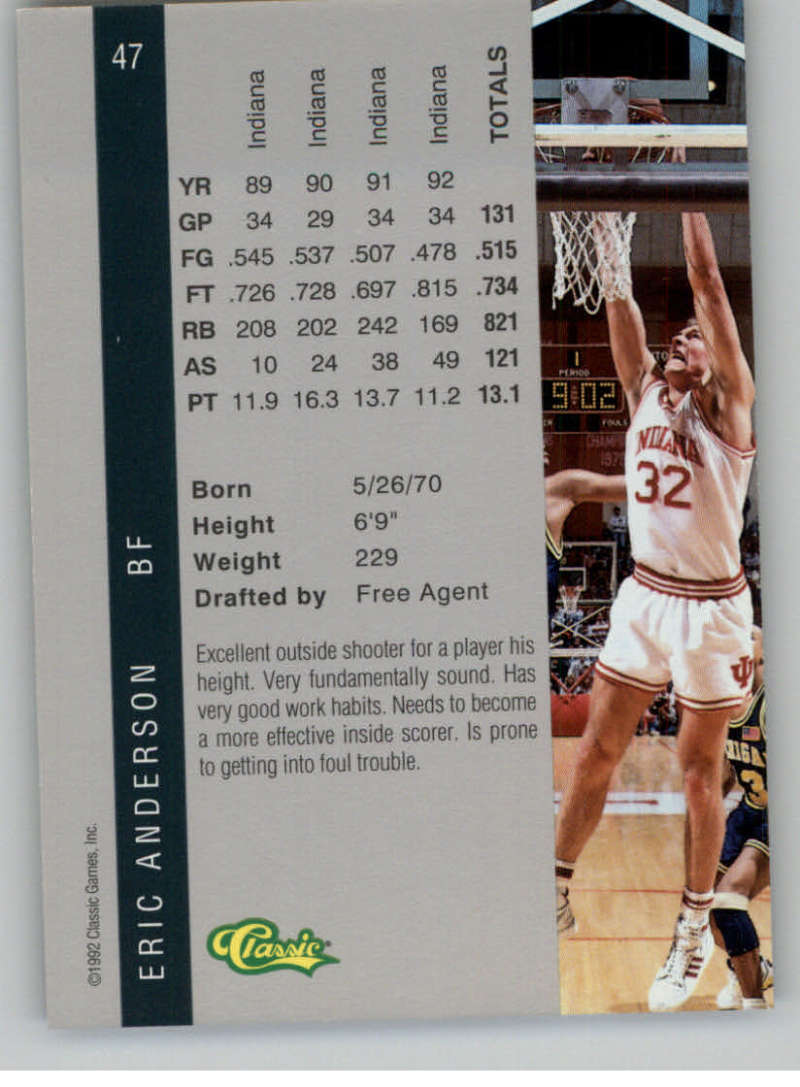 47
Indiana Indiana Indiana Indiana TOTALS
YR 89 90 91 92
GP 34 29 34 34 131
FG .545 .537 .507 .478 .515
FT .726 .728 .697 .815 .734
RB 208 202 242 169 821
AS 10 24 38 49 121
PT 11.9 16.3 13.7 11.2 13.1
Born 5/26/70
Height 6'9"
Weight 229
Drafted by Free Agent
Excellent outside shooter for a player his
height. Very fundamentally sound. Has
very good work habits. Needs to become
a more effective inside scorer. Is prone
to getting into foul trouble.
ERIC ANDERSON BF
©1992 Classic Games, Inc.
Classic®
1
PERIOD
9:02
FOULS
INDIANA
32
IU
3